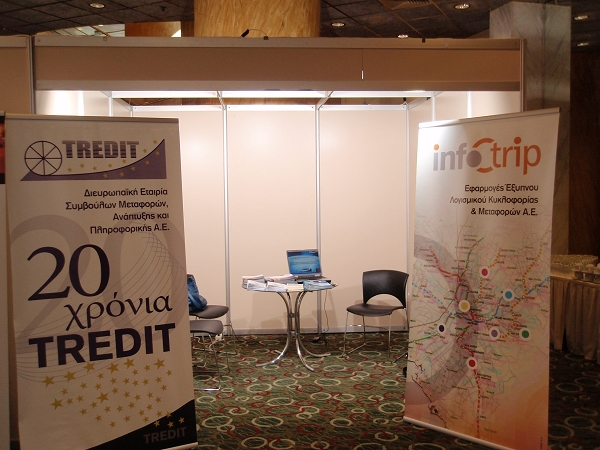 TREDIT
Διευρωπαϊκή Εταιρία
Συμβούλων Μεταφορών,
Ανάπτυξης και
Πληροφορικής Α.Ε.
20
χρόνια
TREDIT
TREDIT
infotrip
Εφαρμογές Έξυπνου
Λογισμικού Κυκλοφορίας
& Μεταφορών Α.Ε.